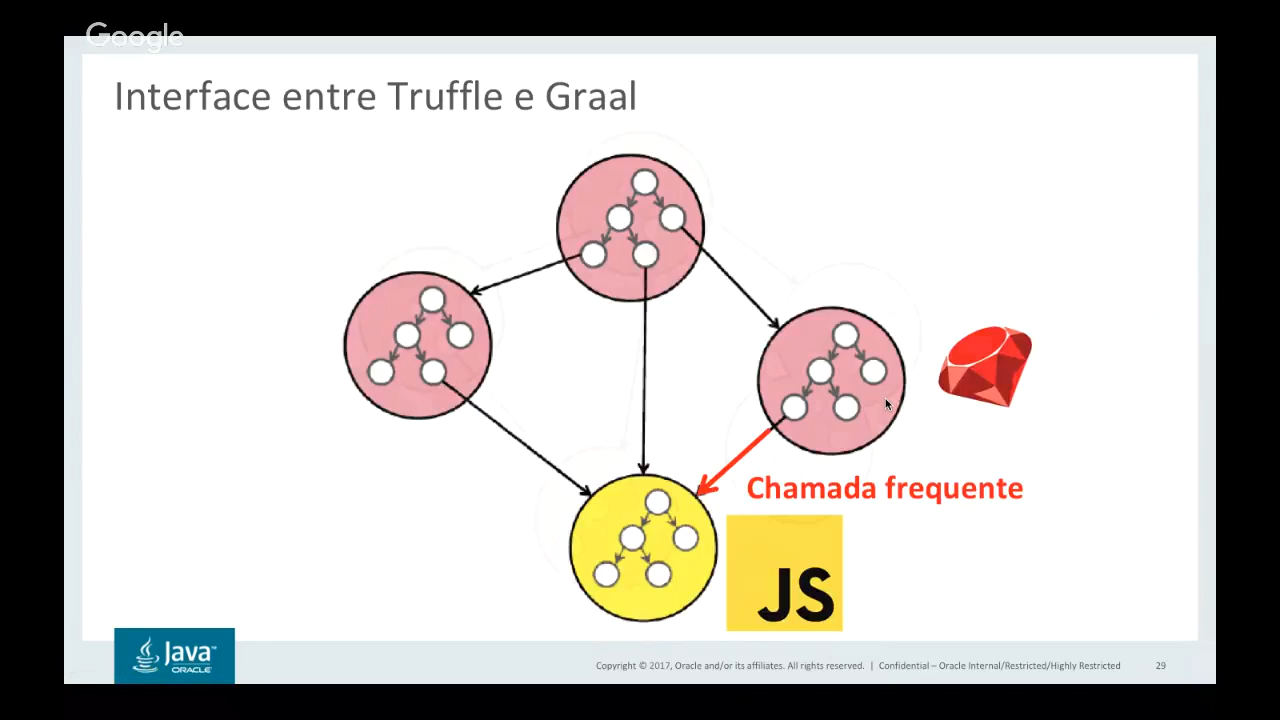 Google
Interface entre Truffle e Graal
Chamada frequente
JS
Java™
ORACLE
Copyright © 2017, Oracle and/or its affiliates. All rights reserved. | Confidential – Oracle Internal/Restricted/Highly Restricted
29